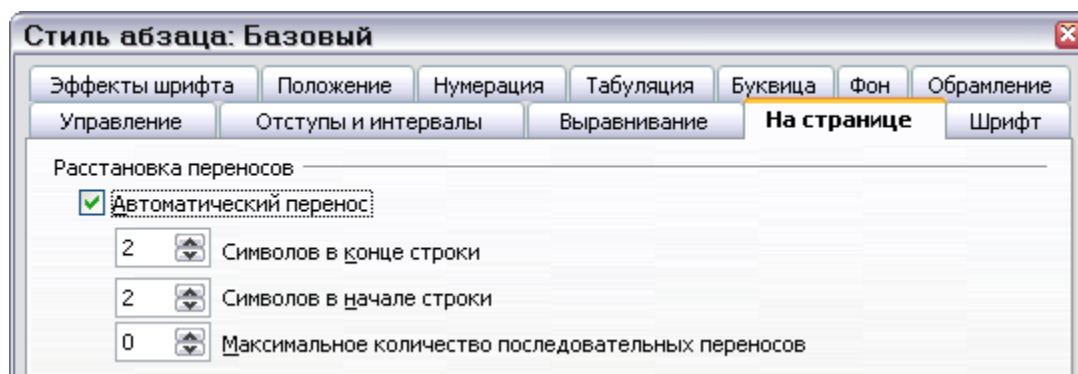 Стиль абзаца: Базовый
Эффекты шрифта Положение Нумерация Табуляция Буквица Фон Обрамление
Управление Отступы и интервалы Выравнивание На странице Шрифт
Расстановка переносов
Автоматический перенос
2 Символов в конце строки
2 Символов в начале строки
0 Максимальное количество последовательных переносов